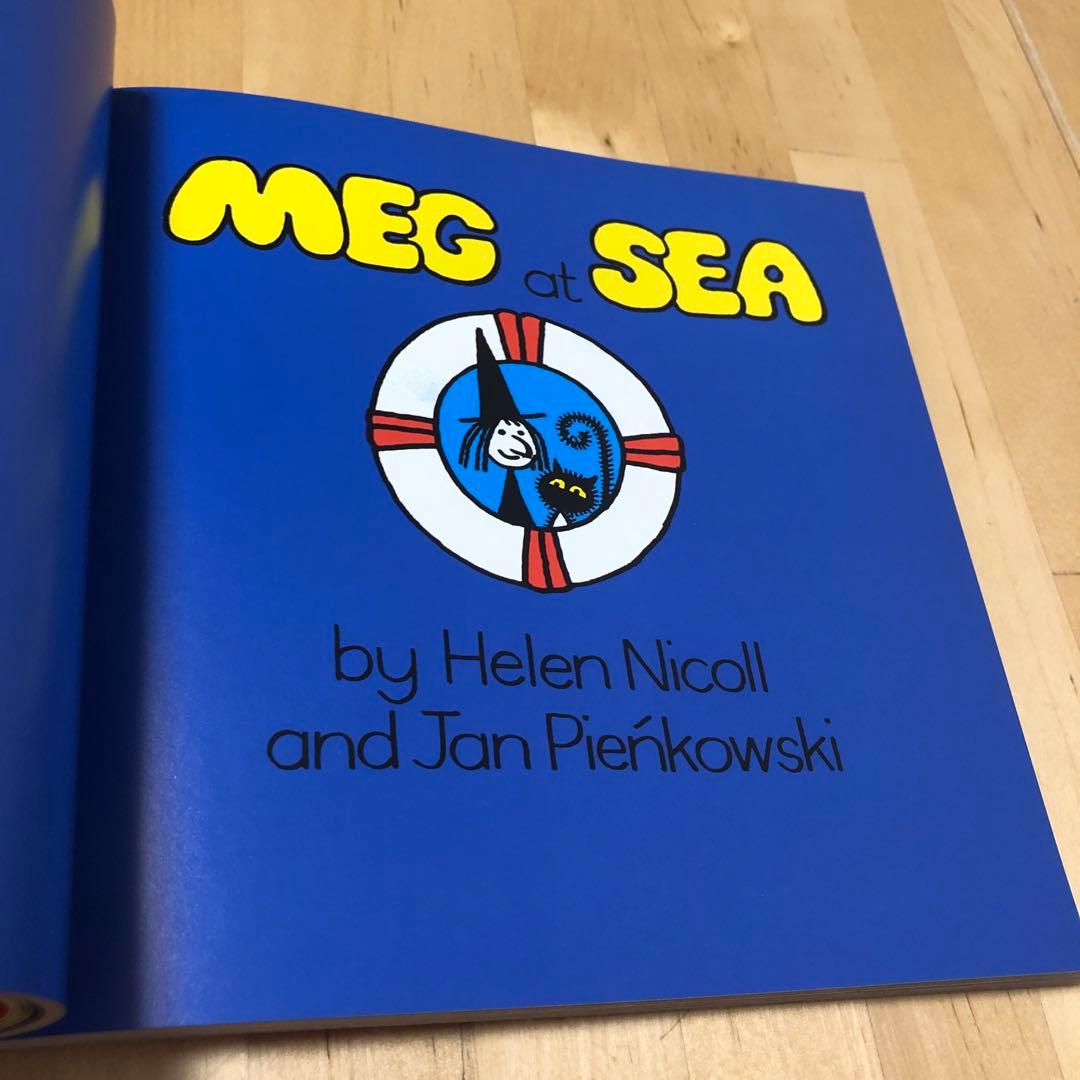 MEG at SEA
by Helen Nicoll
and Jan Pieńkowski